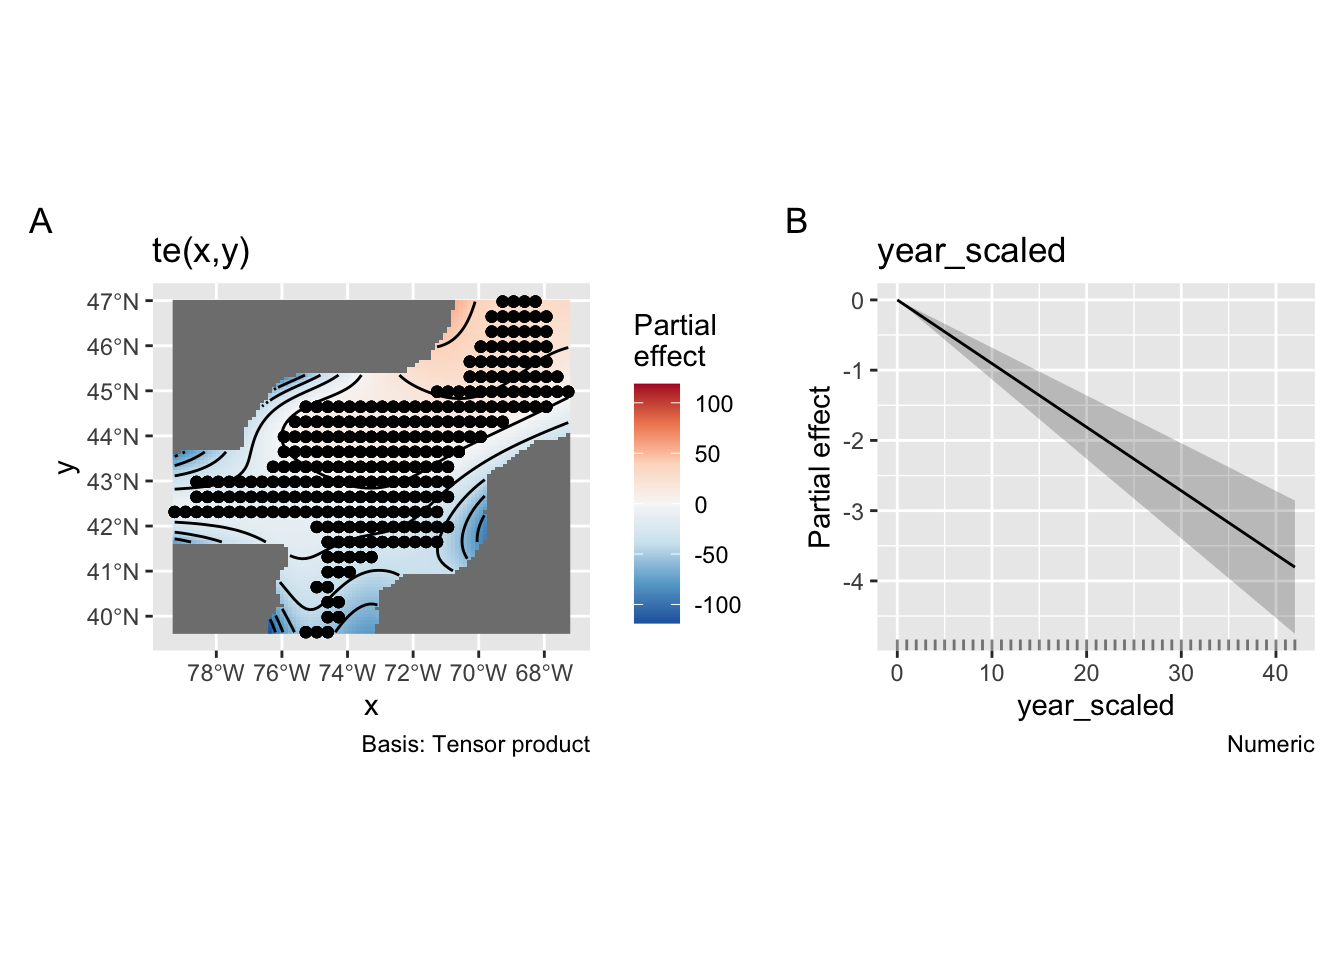 A
te(x,y)
47°N
46°N
45°N
44°N
43°N
42°N
41°N
40°N
y
78°W 76°W 74°W 72°W 70°W 68°W
x
Basis: Tensor product
Partial
effect
100
50
0
-50
-100
B
year_scaled
0
-1
-2
-3
-4
Partial effect
0 10 20 30 40
year_scaled
Numeric